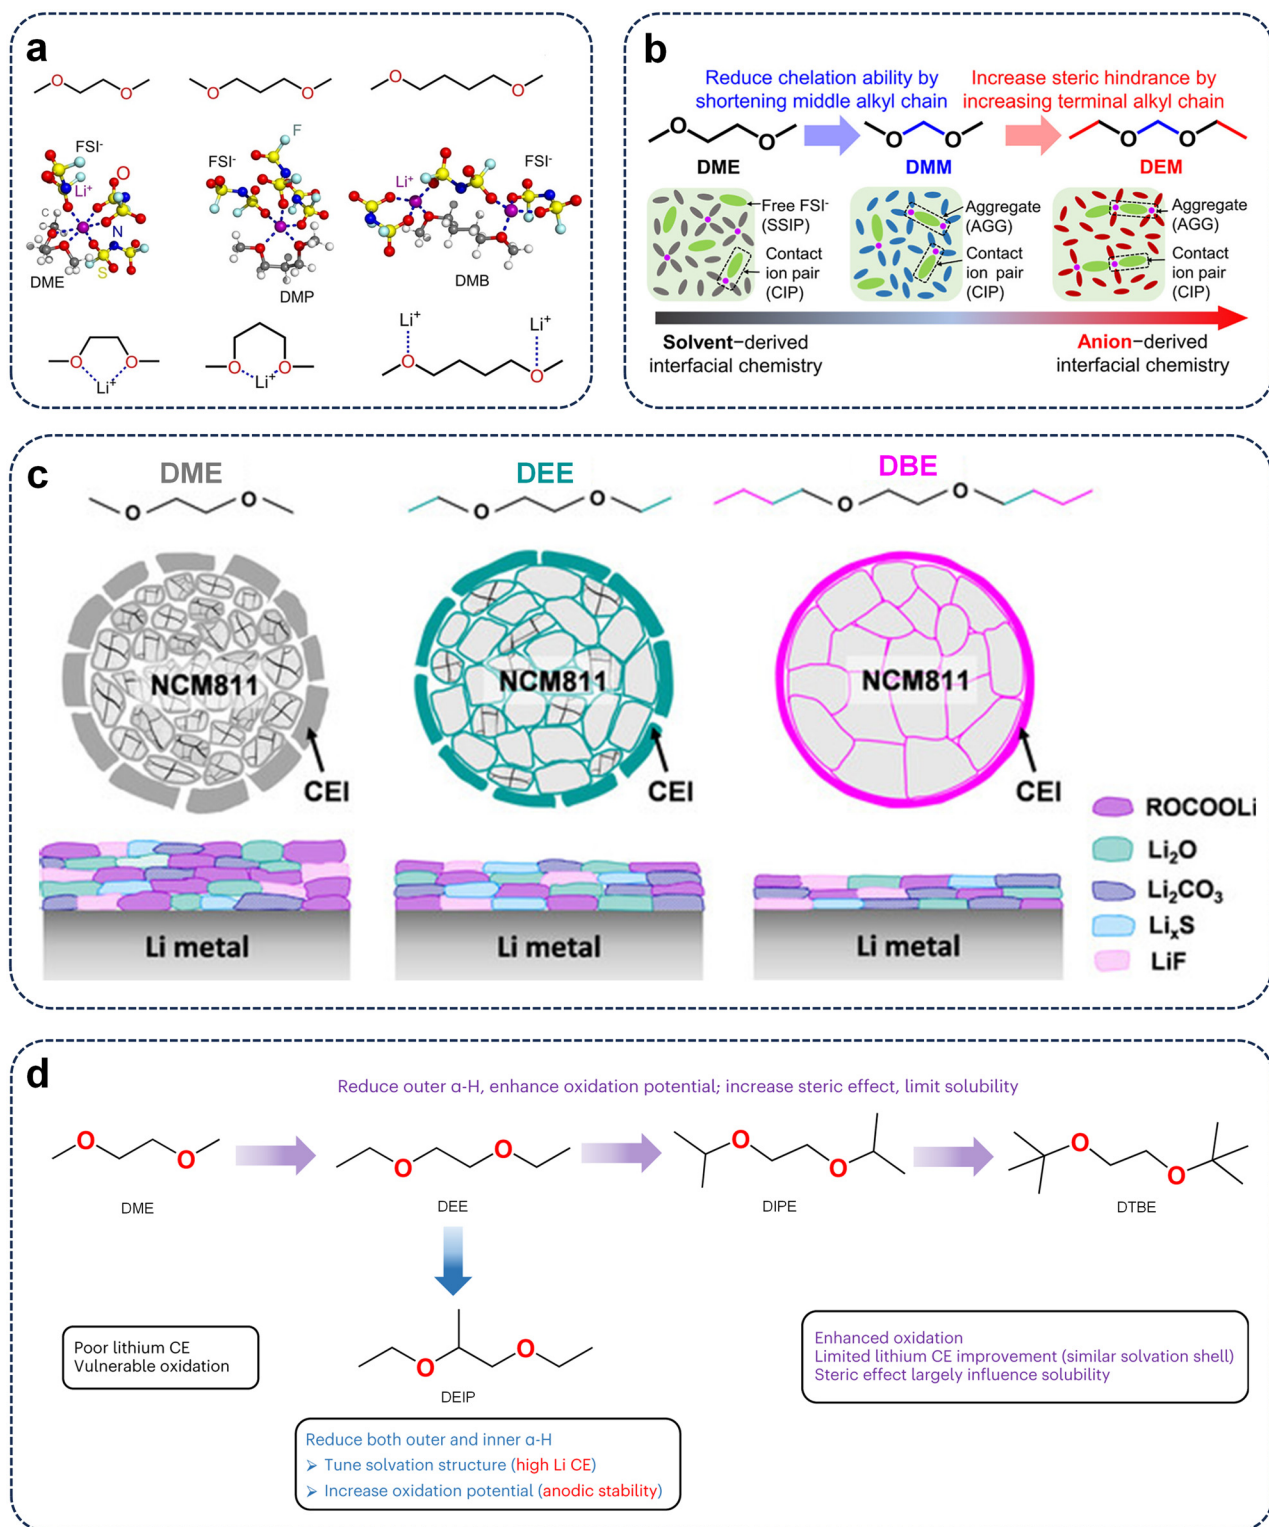 a
O
O
O
O
O
O
FSI-
O
Li+
C
N
S
DME
F
FSI-
DMP
Li+
FSI-
DMB
O
O
Li+
O
O
Li+
Li+
Li+
O
O
b
Reduce chelation ability by
shortening middle alkyl chain
Increase steric hindrance by
increasing terminal alkyl chain
O
O
O
O
O
O
DME
DMM
DEM
Free FSI-
(SSIP)
Contact
ion pair
(CIP)
Aggregate
(AGG)
Contact
ion pair
(CIP)
Aggregate
(AGG)
Contact
ion pair
(CIP)
Solvent–derived
interfacial chemistry
Anion–derived
interfacial chemistry
c
DME
DEE
DBE
O
O
O
O
O
O
NCM811
CEI
NCM811
CEI
NCM811
CEI
Li metal
Li metal
Li metal
ROCOOLi
Li2O
Li2CO3
LixS
LiF
d
Reduce outer α-H, enhance oxidation potential; increase steric effect, limit solubility
O
O
O
O
O
O
O
O
DME
DEE
DIPE
DTBE
O
O
DEIP
Poor lithium CE
Vulnerable oxidation
Enhanced oxidation
Limited lithium CE improvement (similar solvation shell)
Steric effect largely influence solubility
Reduce both outer and inner α-H
➢ Tune solvation structure (high Li CE)
➢ Increase oxidation potential (anodic stability)